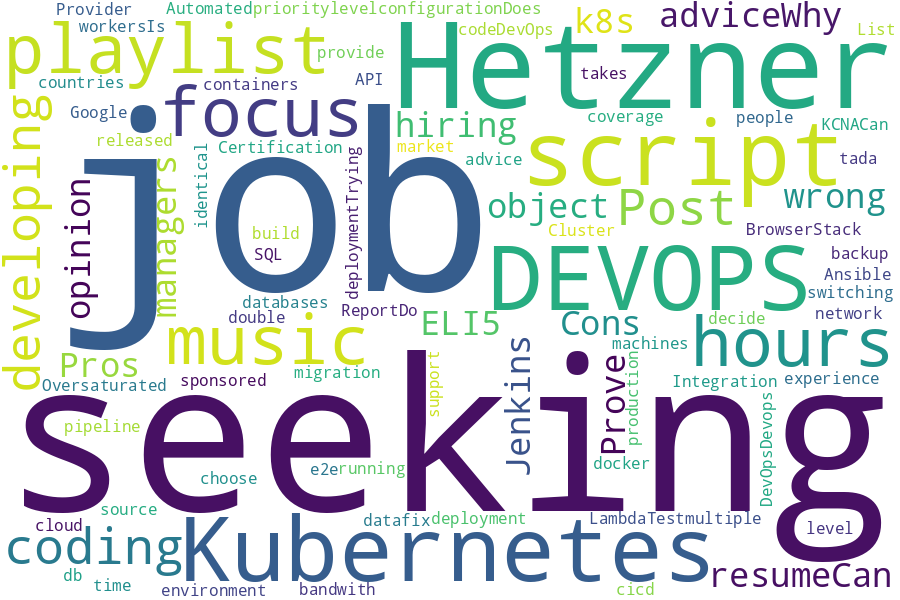 Provider
Automated
prioritylevelconfigurationDoes
workersIs
playlist
Hetzner
k8s
adviceWhy
codeDevOps
List
provide
countries
containers
API
takes
Google
focus
job
developing
released
hiring
coverage
people
KCNACan
script
managers
identical
Certification
market
advice
tada
opinion
deploymentTrying
object
Post
wrong
build
SQL
Cluster
BrowserStack
DEVOPS
backup
Ansible
switching
databases
double
ReportDo
ELI5
Cons
decide
network
music
hours
machines
Pros
Oversaturated
sponsored
migration
support
Jenkins
Prove
production
Integration
experience
seeking
pipeline
choose
e2e
running
docker
DevOpsDevops
source
cloud
datafix
deployment
LambdaTestmultiple
level
coding
Kubernetes
db
time
environment
bandwith
cicd
resumeCan